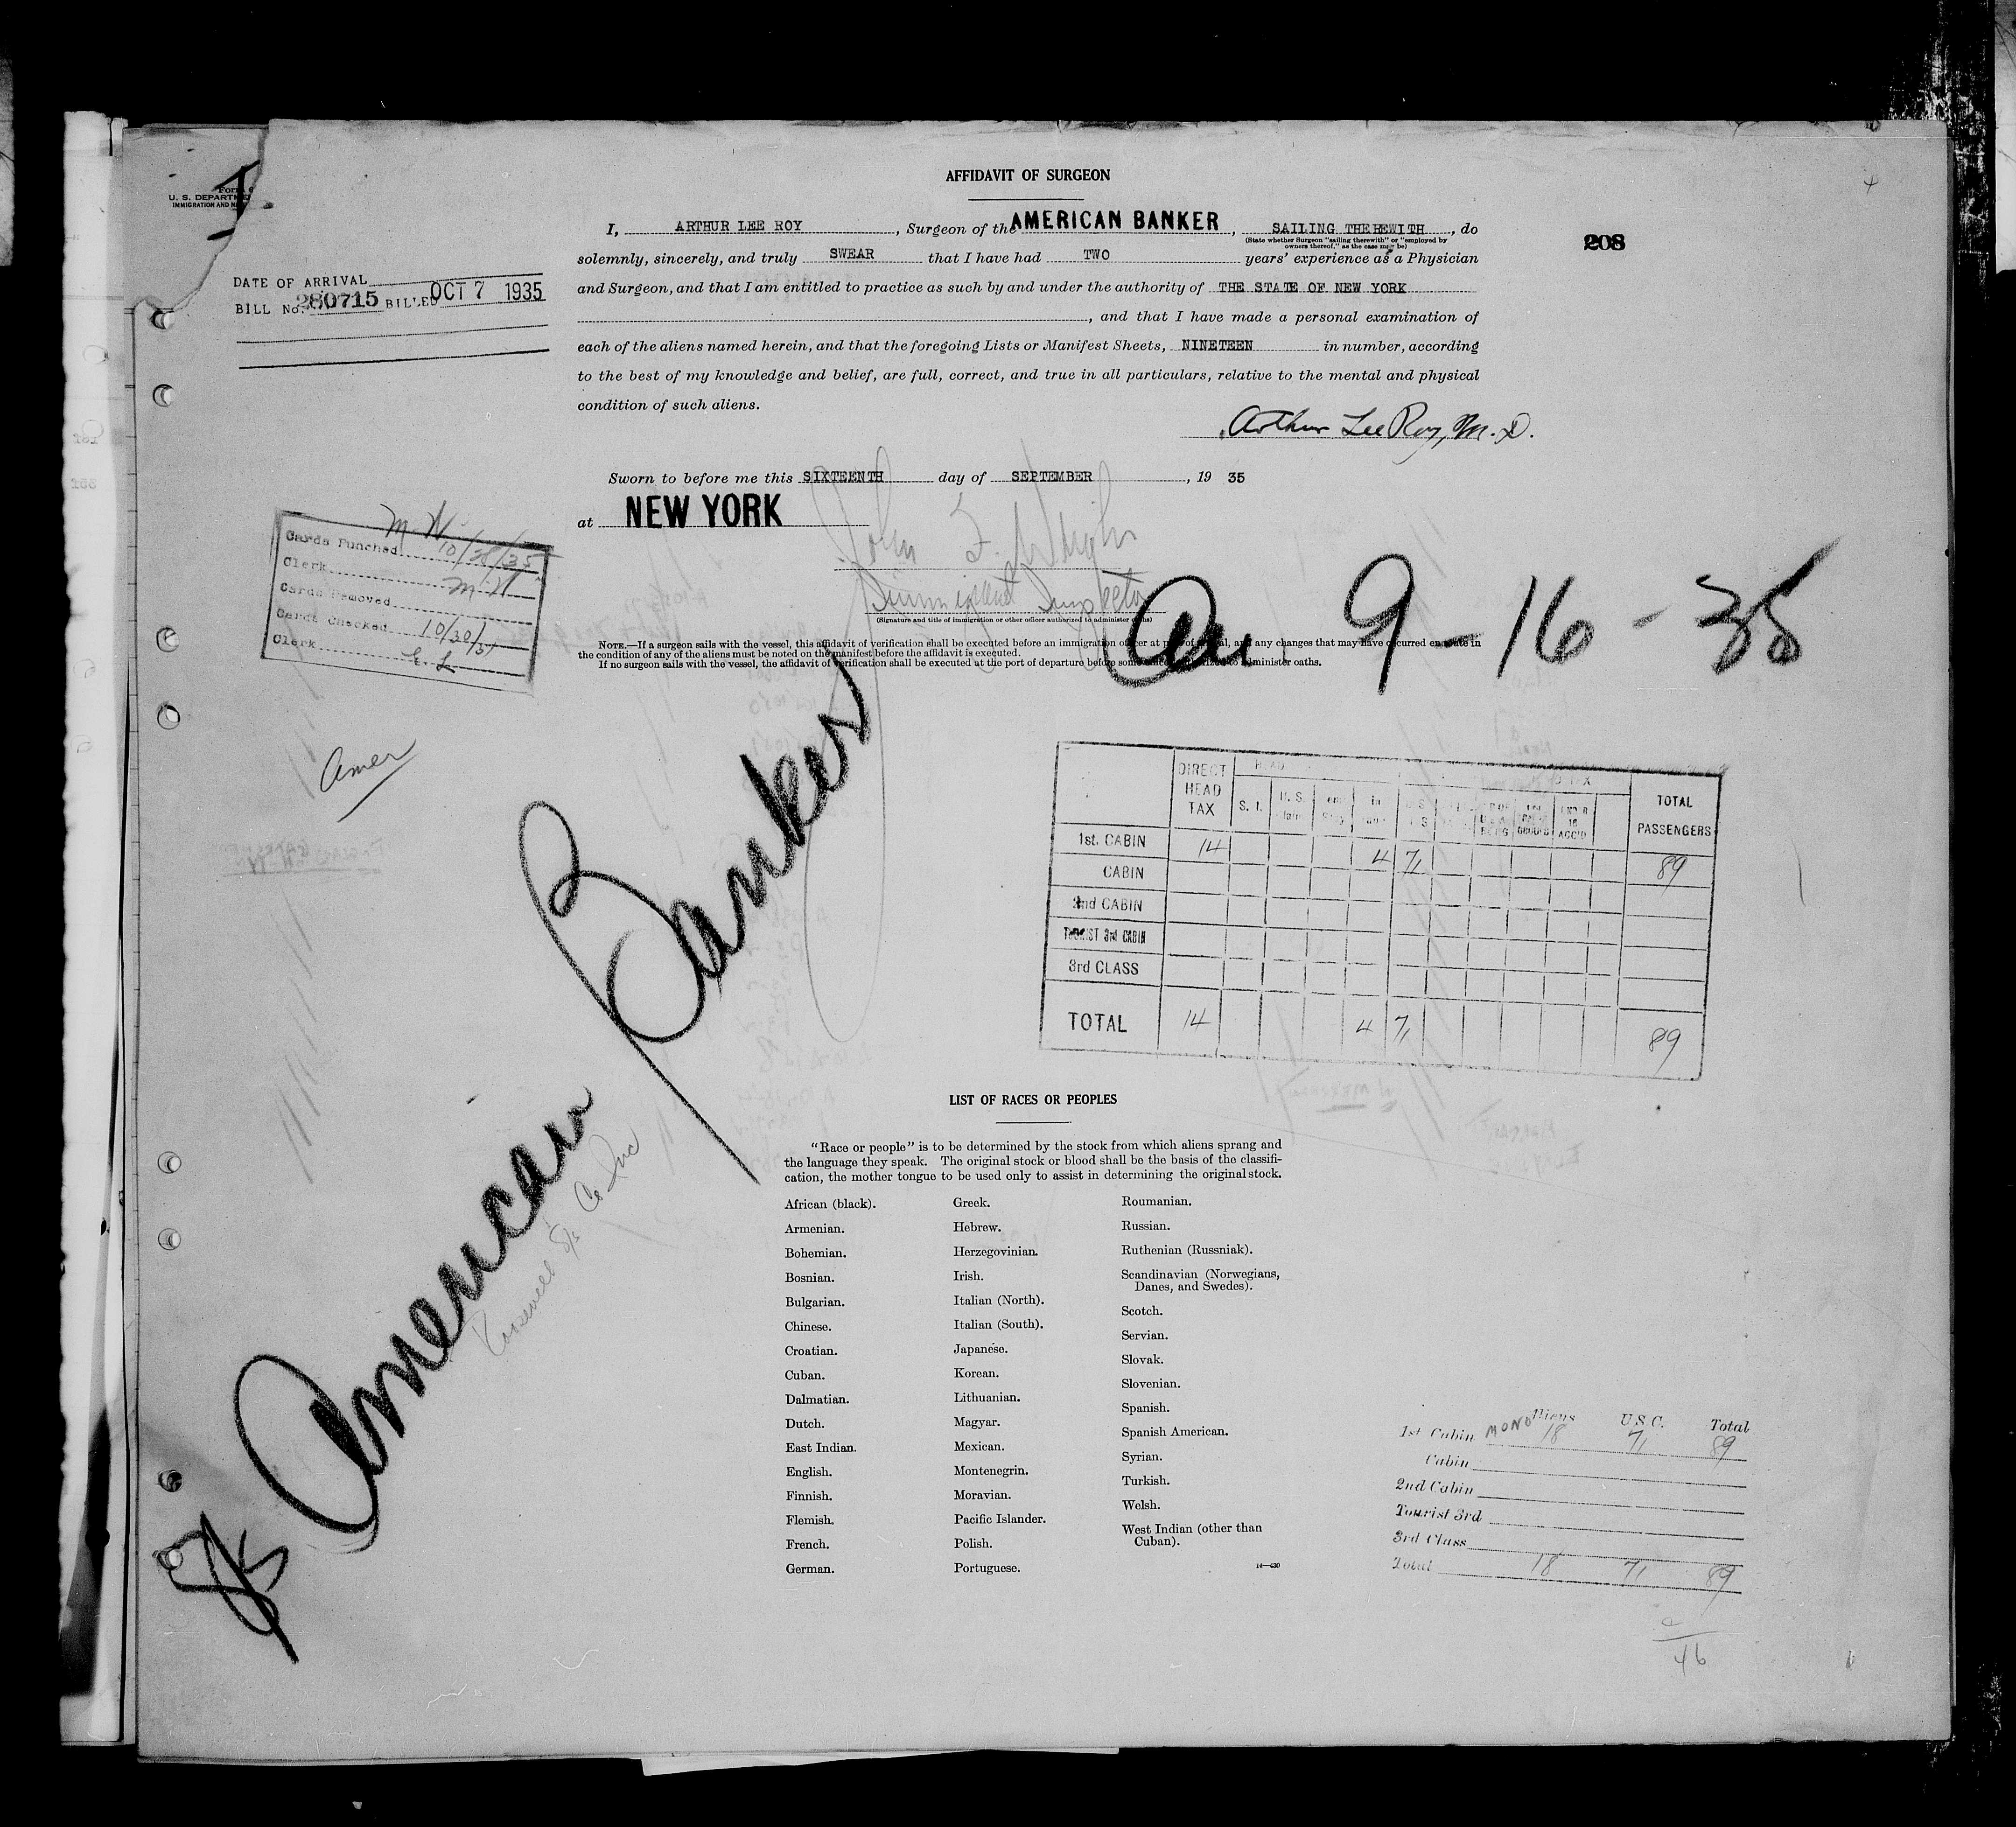 AFFIDAVIT OF SURGEON
U. S. DEPARTME
IMMIGRATION AND N
I, ARTHUR LEE ROY, Surgeon of the AMERICAN BANKER, SAILING THEREWITH, do
(State whether Surgeon "sailing therewith" or "employed by
owners thereof," as the case may be)
208
solemnly, sincerely, and truly SWEAR that I have had TWO years' experience as a Physician
and Surgeon, and that I am entitled to practice as such by and under the authority of THE STATE OF NEW YORK
, and that I have made a personal examination of
each of the aliens named herein, and that the foregoing Lists or Manifest Sheets, NINETEEN in number, according
to the best of my knowledge and belief, are full, correct, and true in all particulars, relative to the mental and physical
condition of such aliens.
DATE OF ARRIVAL
BILL No. 280715 BILLED OCT 7 1935
Arthur Lee Roy, M.D.
Sworn to before me this SIXTEENTH day of SEPTEMBER, 19 35
at NEW YORK
Immigrant Inspector
(Signature and title of immigration or other officer authorized to administer oaths)
NOTE.—If a surgeon sails with the vessel, this affidavit of verification shall be executed before an immigration officer at port of arrival, and any changes that may have occurred en route in
the condition of any of the aliens must be noted on the manifest before the affidavit is executed.
If no surgeon sails with the vessel, the affidavit of verification shall be executed at the port of departure before some officer authorized to administer oaths.
M W
Cards Punched 10/28/35
Clerk M W
Cards Removed
Cards Checked 10/30/31
Clerk
9-16-35
Amer
S/S American Banker
S/S Co Inc
DIRECT HEAD TAX
S. I.
U. S.
TOTAL PASSENGERS
1st. CABIN 14 4 71 89
CABIN
2nd CABIN
TOURIST 3rd CABIN
3rd CLASS
TOTAL 14 4 71 89
LIST OF RACES OR PEOPLES
"Race or people" is to be determined by the stock from which aliens sprang and
the language they speak. The original stock or blood shall be the basis of the classifi-
cation, the mother tongue to be used only to assist in determining the original stock.
African (black).
Armenian.
Bohemian.
Bosnian.
Bulgarian.
Chinese.
Croatian.
Cuban.
Dalmatian.
Dutch.
East Indian.
English.
Finnish.
Flemish.
French.
German.
Greek.
Hebrew.
Herzegovinian.
Irish.
Italian (North).
Italian (South).
Japanese.
Korean.
Lithuanian.
Magyar.
Mexican.
Montenegrin.
Moravian.
Pacific Islander.
Polish.
Portuguese.
Roumanian.
Russian.
Ruthenian (Russniak).
Scandinavian (Norwegians,
Danes, and Swedes).
Scotch.
Servian.
Slovak.
Slovenian.
Spanish.
Spanish American.
Syrian.
Turkish.
Welsh.
West Indian (other than
Cuban).
Aliens U.S.C. Total
1st Cabin MONO 18 71 89
Cabin
2nd Cabin
Tourist 3rd
3rd Class
Total 18 71 89
46